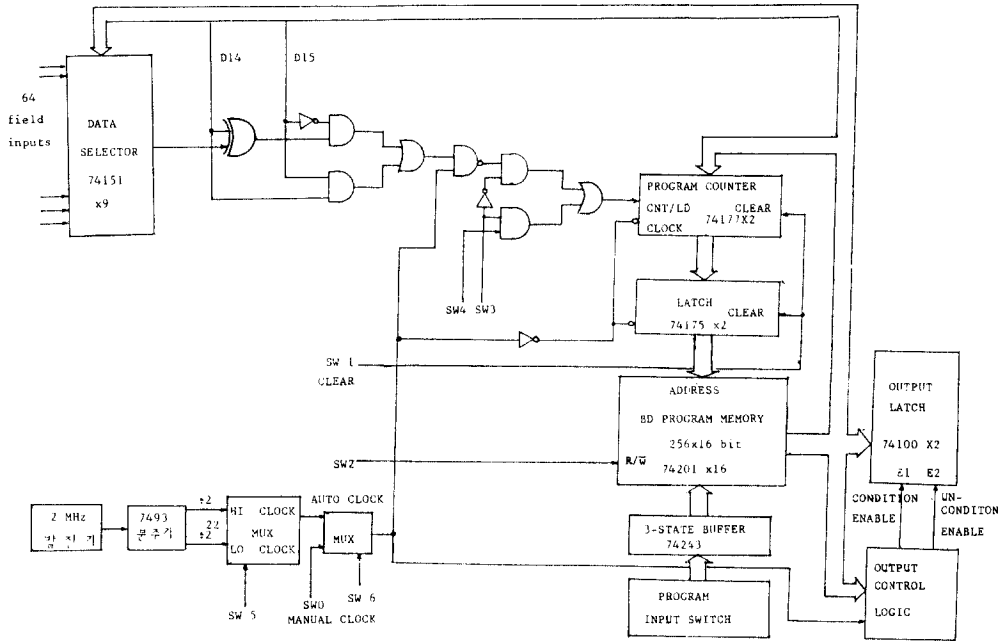 D14
D15
64
field
inputs
DATA
SELECTOR
74151
x9
PROGRAM COUNTER
CNT/LD
CLEAR
74177X2
CLOCK
SW4
SW3
LATCH
CLEAR
74175 x2
SW 1
CLEAR
ADDRESS
8D PROGRAM MEMORY
256x16 bit
74201 x16
R/W̅
SW2
OUTPUT
LATCH
74100 X2
E1
E2
CONDITION
ENABLE
UN-
CONDITON
ENABLE
2 MHz
발진기
7493
분주기
÷2
÷2 22
HI CLOCK
MUX
LO CLOCK
AUTO CLOCK
MUX
SW 5
SW0
MANUAL CLOCK
SW 6
3-STATE BUFFER
74243
PROGRAM
INPUT SWITCH
OUTPUT
CONTROL
LOGIC